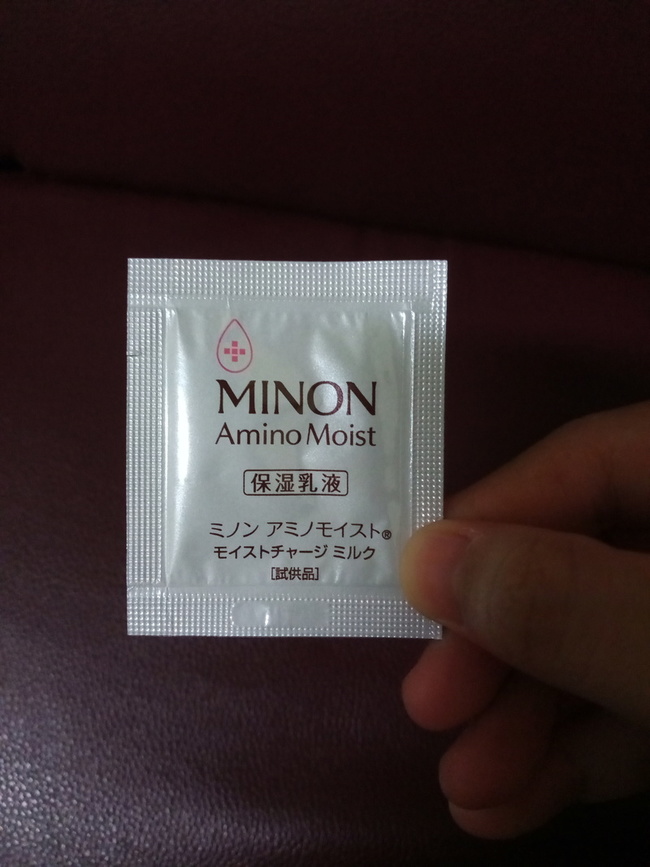 MINON
Amino Moist
保湿乳液
ミノン アミノモイスト®
モイストチャージ ミルク
[試供品]